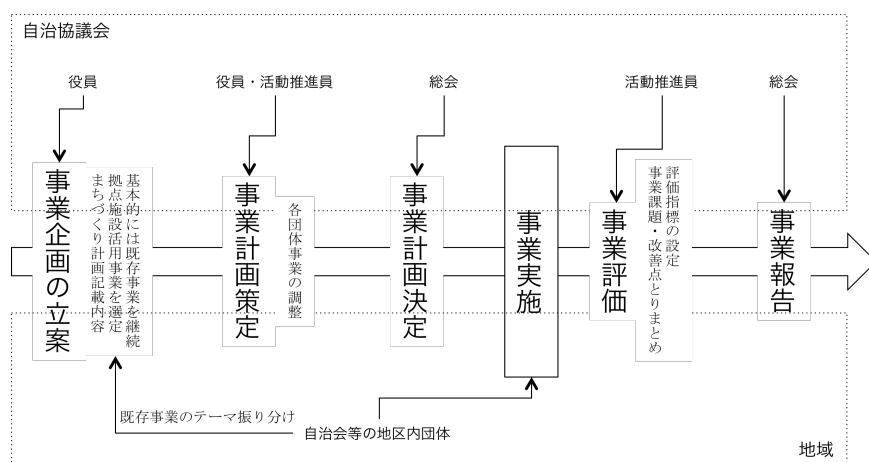 自治協議会
役員
役員・活動推進員
総会
活動推進員
総会
事業企画の立案
基本的には既存事業を継続
拠点施設活用事業を選定
まちづくり計画記載内容
事業計画策定
各団体事業の調整
事業計画決定
事業実施
事業評価
評価指標の設定
事業課題・改善点とりまとめ
事業報告
既存事業のテーマ振り分け
自治会等の地区内団体
地域